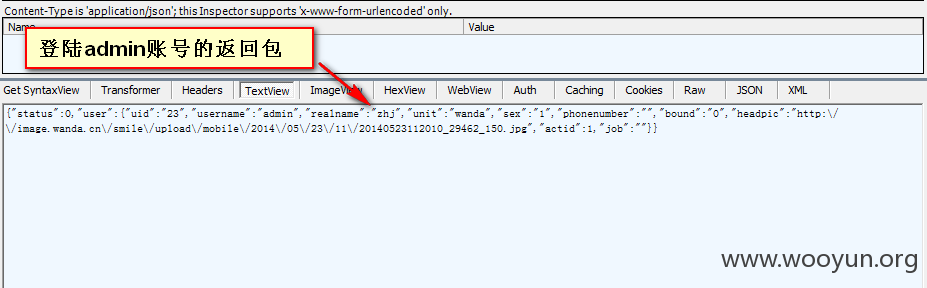 Content-Type is 'application/json'; this Inspector supports 'x-www-form-urlencoded' only.
Name Value
登陆admin账号的返回包
Get SyntaxView Transformer Headers TextView ImageView HexView WebView Auth Caching Cookies Raw JSON XML
{"status":0,"user":{"uid":"23","username":"admin","realname":"zhj","unit":"wanda","sex":"1","phonenumber":"","bound":"0","headpic":"http:\/
\/image.wanda.cn\/smile\/upload\/mobile\/2014\/05\/23\/11\/20140523112010_29462_150.jpg","actid":1,"job":""}}
www.wooyun.org